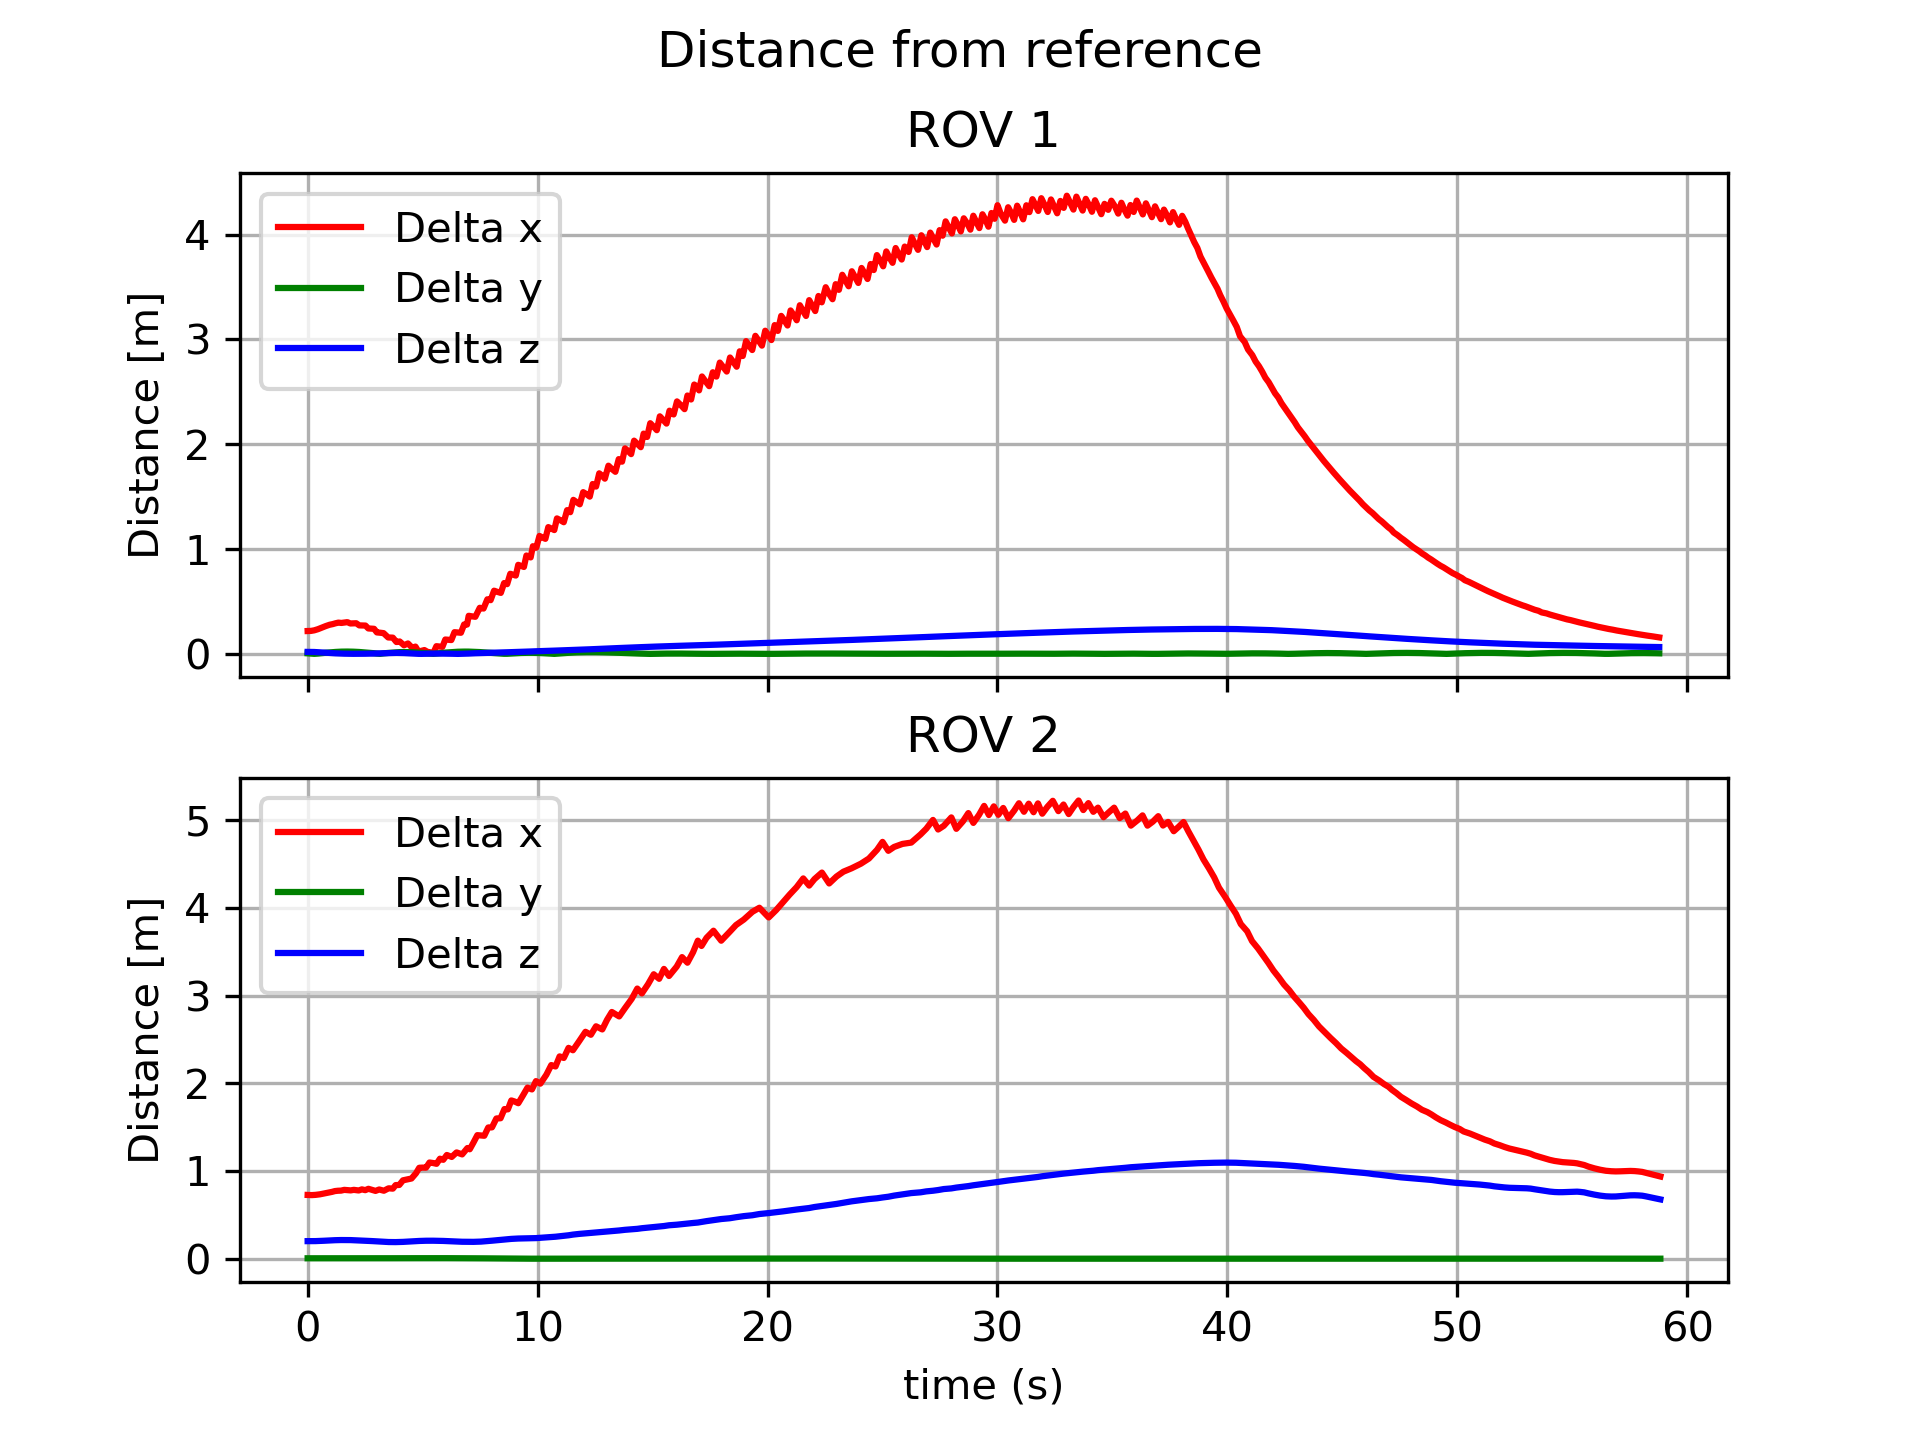 Distance from reference
ROV 1
Delta x
Delta y
Delta z
Distance [m]
4
3
2
1
0
ROV 2
Delta x
Delta y
Delta z
Distance [m]
5
4
3
2
1
0
0 10 20 30 40 50 60
time (s)